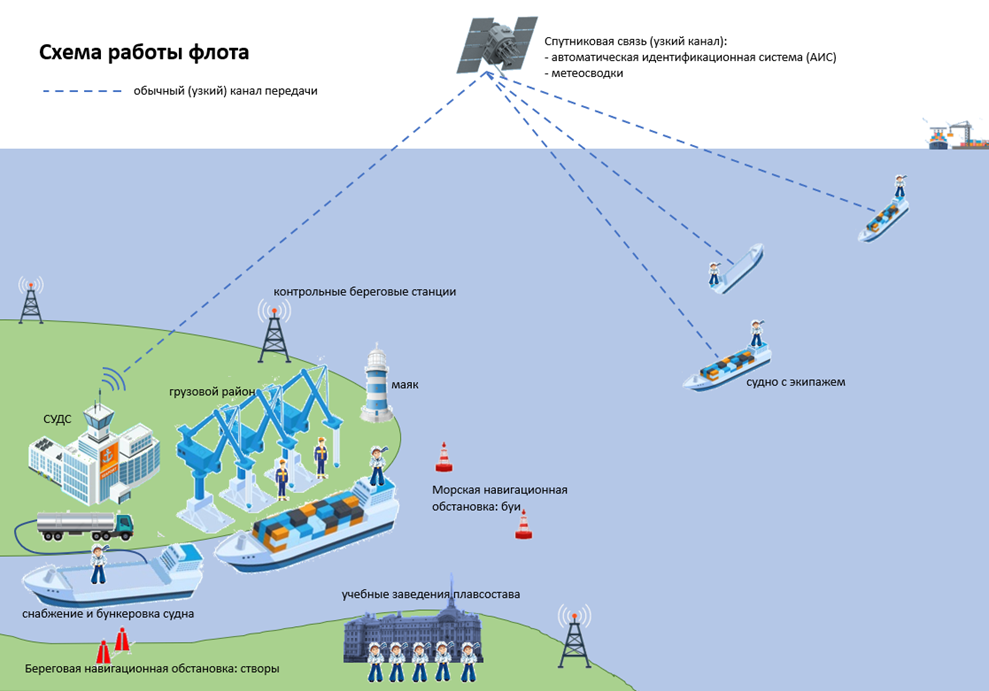 Схема работы флота
обычный (узкий) канал передачи
Спутниковая связь (узкий канал):
- автоматическая идентификационная система (АИС)
- метеосводки
контрольные береговые станции
грузовой район
маяк
судно с экипажем
СУДС
Морская навигационная
обстановка: буи
учебные заведения плавсостава
снабжение и бункеровка судна
Береговая навигационная обстановка: створы